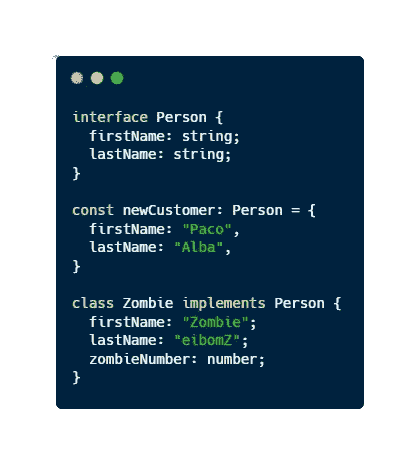 interface Person {
  firstName: string;
  lastName: string;
}

const newCustomer: Person = {
  firstName: "Paco",
  lastName: "Alba",
}

class Zombie implements Person {
  firstName: "Zombie";
  lastName: "eibomZ";
  zombieNumber: number;
}